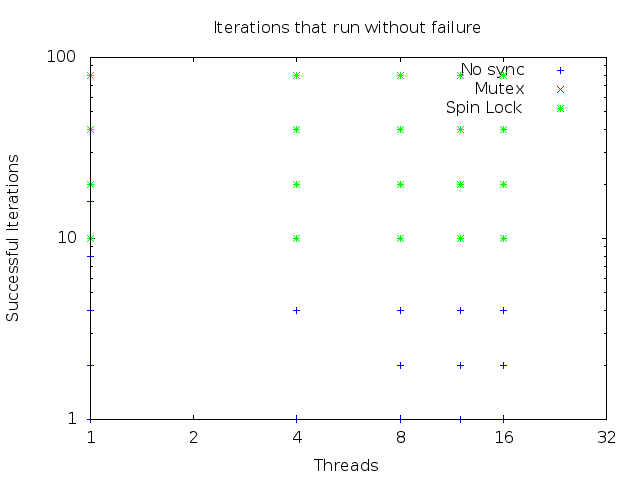 Iterations that run without failure
100
No sync
Mutex
Spin Lock
Successful Iterations
10
1
1 2 4 8 16 32
Threads